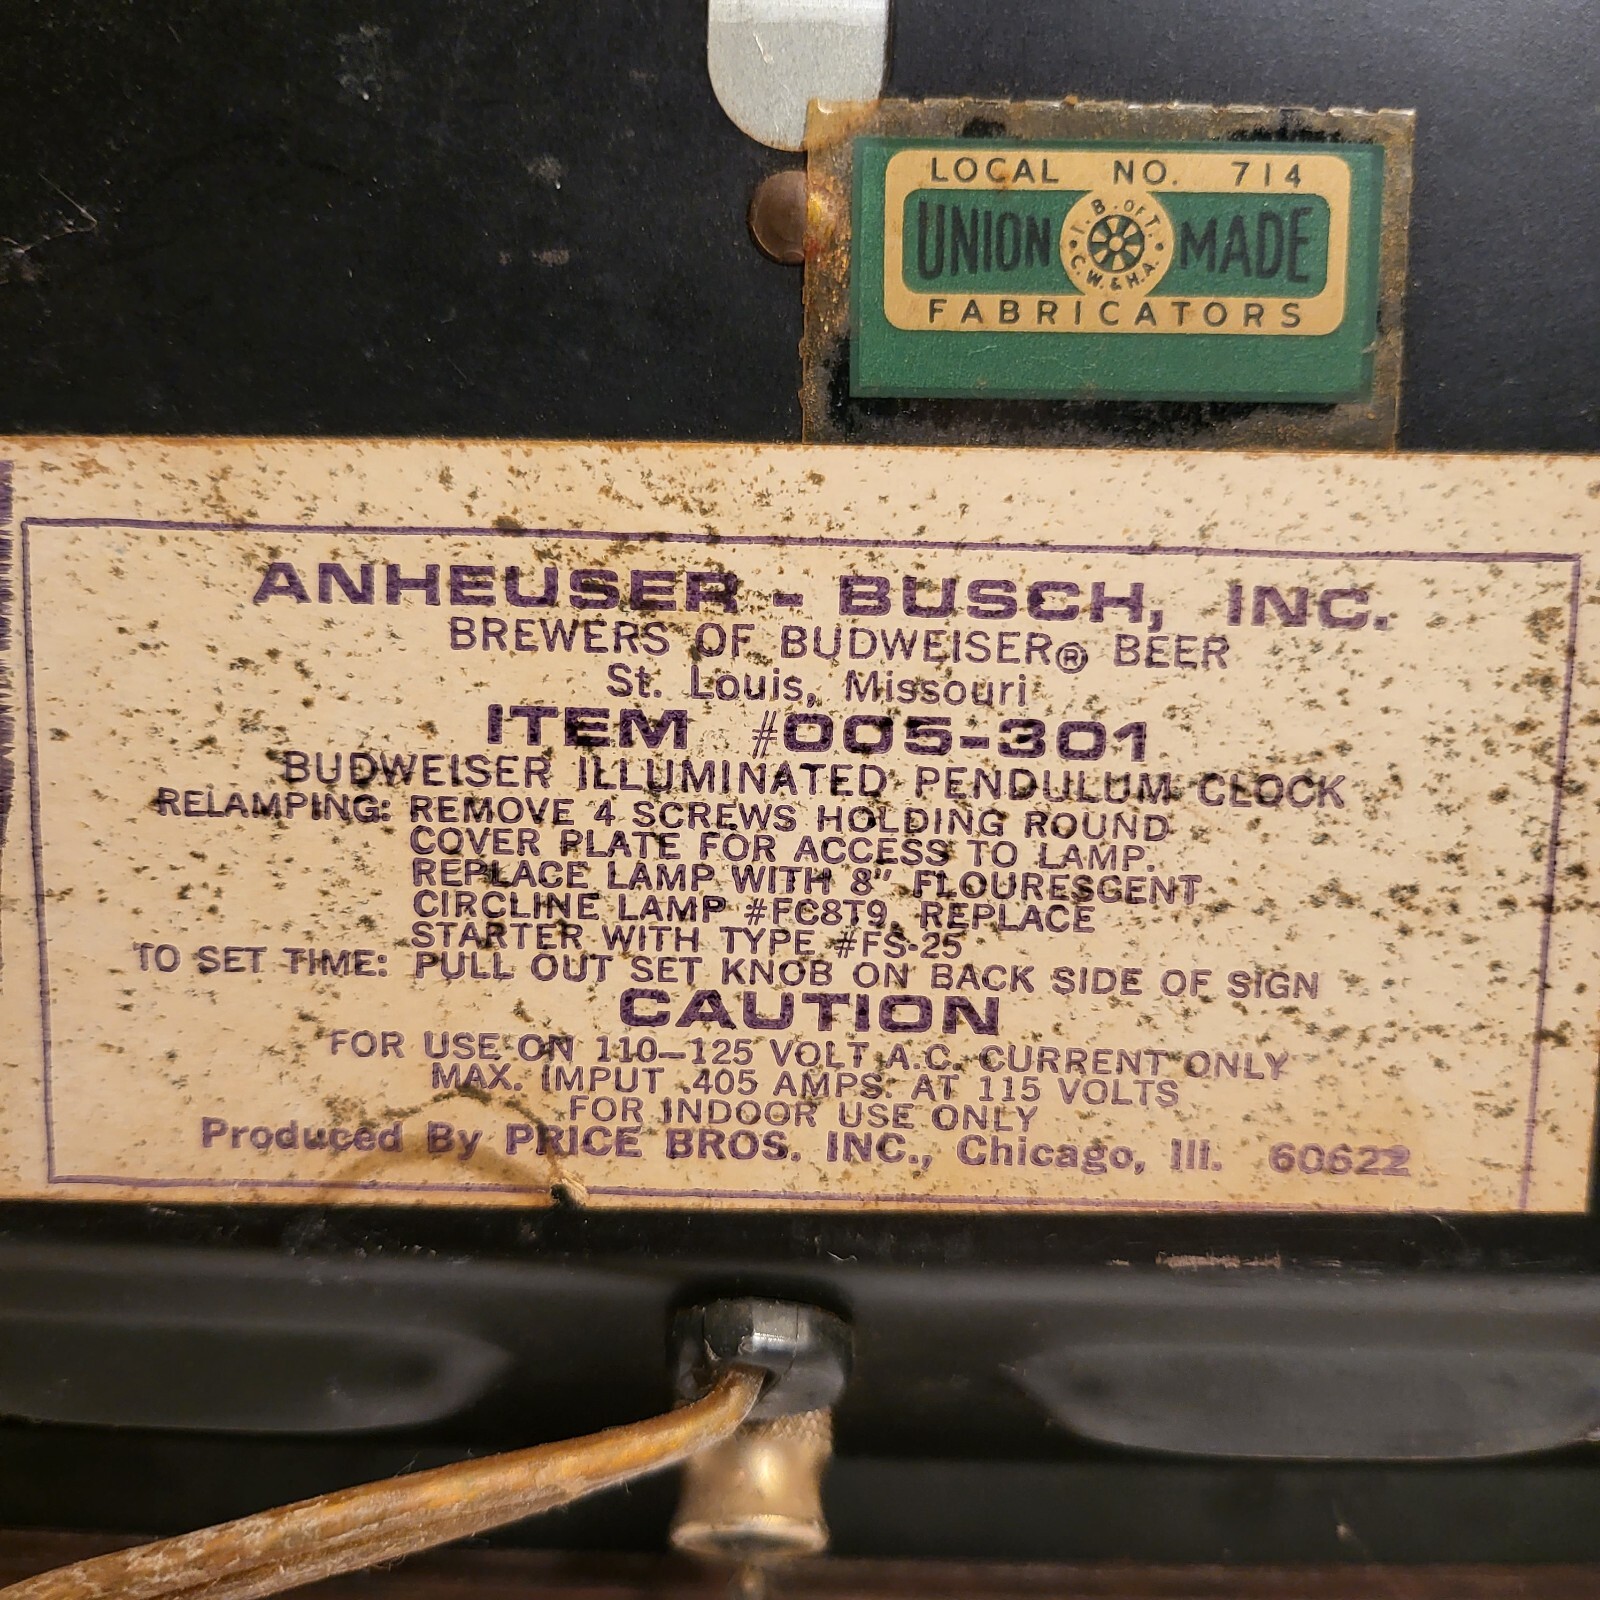 LOCAL NO. 714
UNION I. B. OF T. C. W. & H. A. MADE
FABRICATORS
ANHEUSER - BUSCH, INC.
BREWERS OF BUDWEISER® BEER
St. Louis, Missouri
ITEM #005-301
BUDWEISER ILLUMINATED PENDULUM CLOCK
RELAMPING: REMOVE 4 SCREWS HOLDING ROUND
COVER PLATE FOR ACCESS TO LAMP.
REPLACE LAMP WITH 8" FLOURESCENT
CIRCLINE LAMP #FC8T9. REPLACE
STARTER WITH TYPE #FS-25
TO SET TIME: PULL OUT SET KNOB ON BACK SIDE OF SIGN
CAUTION
FOR USE ON 110–125 VOLT A.C. CURRENT ONLY
MAX. IMPUT .405 AMPS. AT 115 VOLTS
FOR INDOOR USE ONLY
Produced By PRICE BROS. INC., Chicago, Ill. 60622